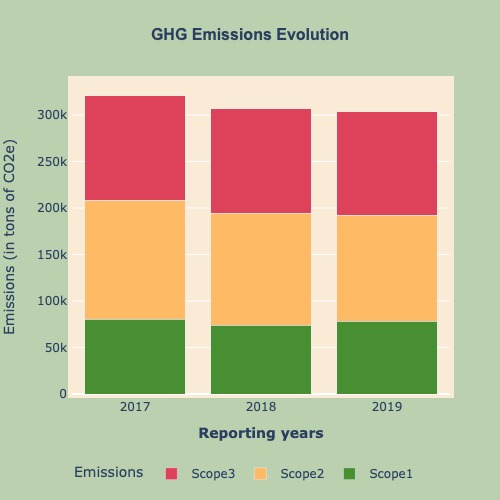 GHG Emissions Evolution
Emissions (in tons of CO2e)
300k
250k
200k
150k
100k
50k
0
2017 2018 2019
Reporting years
Emissions Scope3 Scope2 Scope1